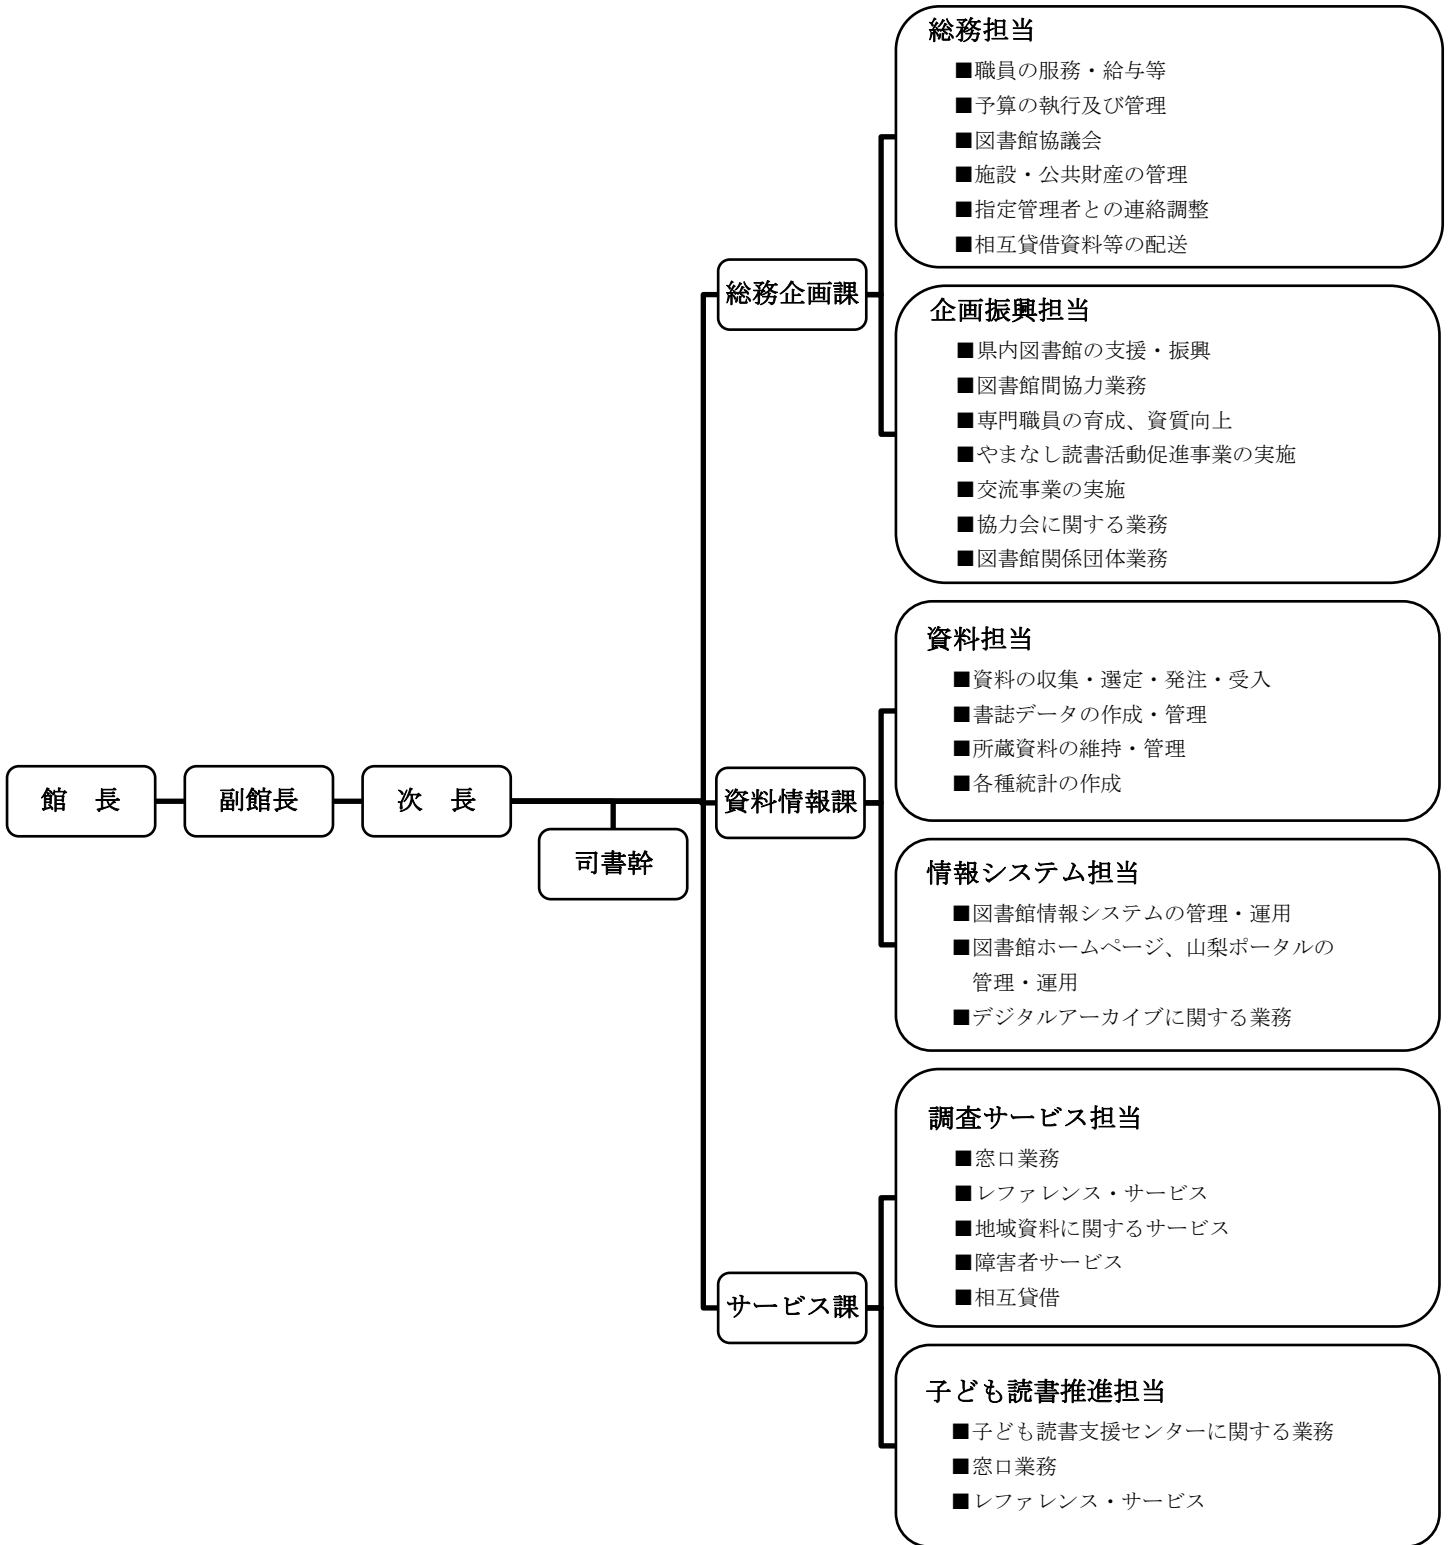 館　長
副館長
次　長
司書幹
総務企画課
総務担当
■職員の服務・給与等
■予算の執行及び管理
■図書館協議会
■施設・公共財産の管理
■指定管理者との連絡調整
■相互貸借資料等の配送
企画振興担当
■県内図書館の支援・振興
■図書館間協力業務
■専門職員の育成、資質向上
■やまなし読書活動促進事業の実施
■交流事業の実施
■協力会に関する業務
■図書館関係団体業務
資料情報課
資料担当
■資料の収集・選定・発注・受入
■書誌データの作成・管理
■所蔵資料の維持・管理
■各種統計の作成
情報システム担当
■図書館情報システムの管理・運用
■図書館ホームページ、山梨ポータルの
管理・運用
■デジタルアーカイブに関する業務
サービス課
調査サービス担当
■窓口業務
■レファレンス・サービス
■地域資料に関するサービス
■障害者サービス
■相互貸借
子ども読書推進担当
■子ども読書支援センターに関する業務
■窓口業務
■レファレンス・サービス